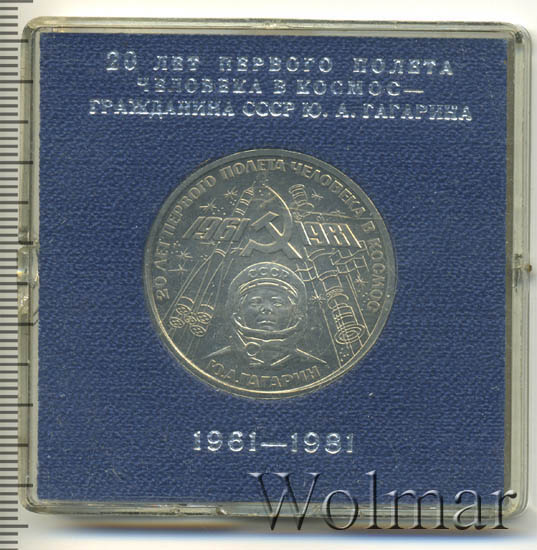 20 ЛЕТ ПЕРВОГО ПОЛЕТА
ЧЕЛОВЕКА В КОСМОС—
ГРАЖДАНИНА СССР Ю. А. ГАГАРИНА
20 ЛЕТ ПЕРВОГО ПОЛЕТА ЧЕЛОВЕКА В КОСМОС
1961 1981
СССР
Ю.А.ГАГАРИН
1961—1981
Wolmar